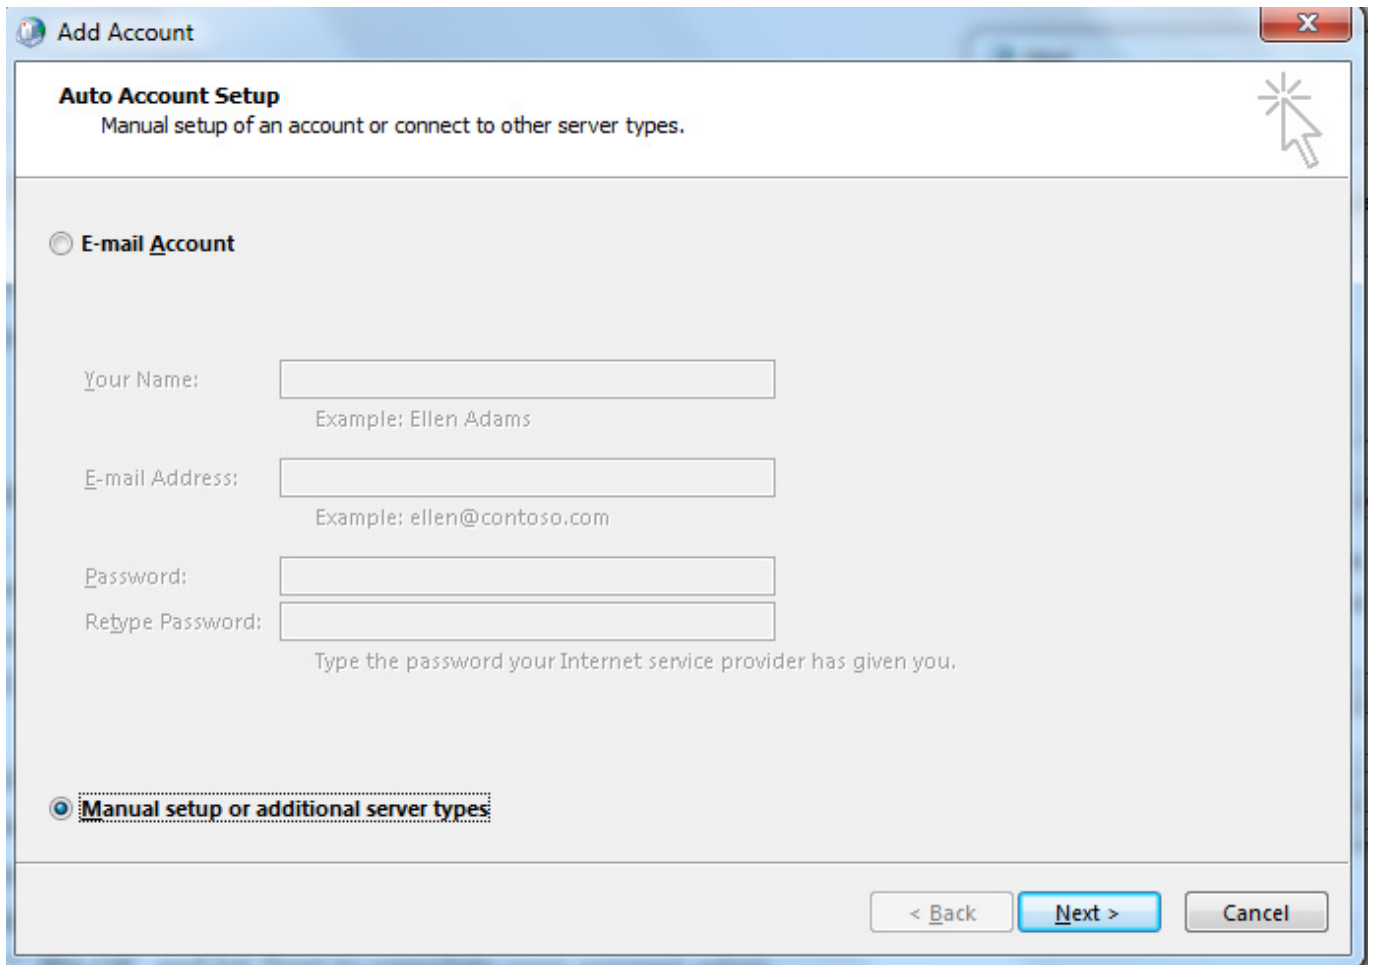 Add Account
Auto Account Setup
Manual setup of an account or connect to other server types.
E-mail Account
Your Name:
Example: Ellen Adams
E-mail Address:
Example: ellen@contoso.com
Password:
Retype Password:
Type the password your Internet service provider has given you.
Manual setup or additional server types
< Back Next > Cancel